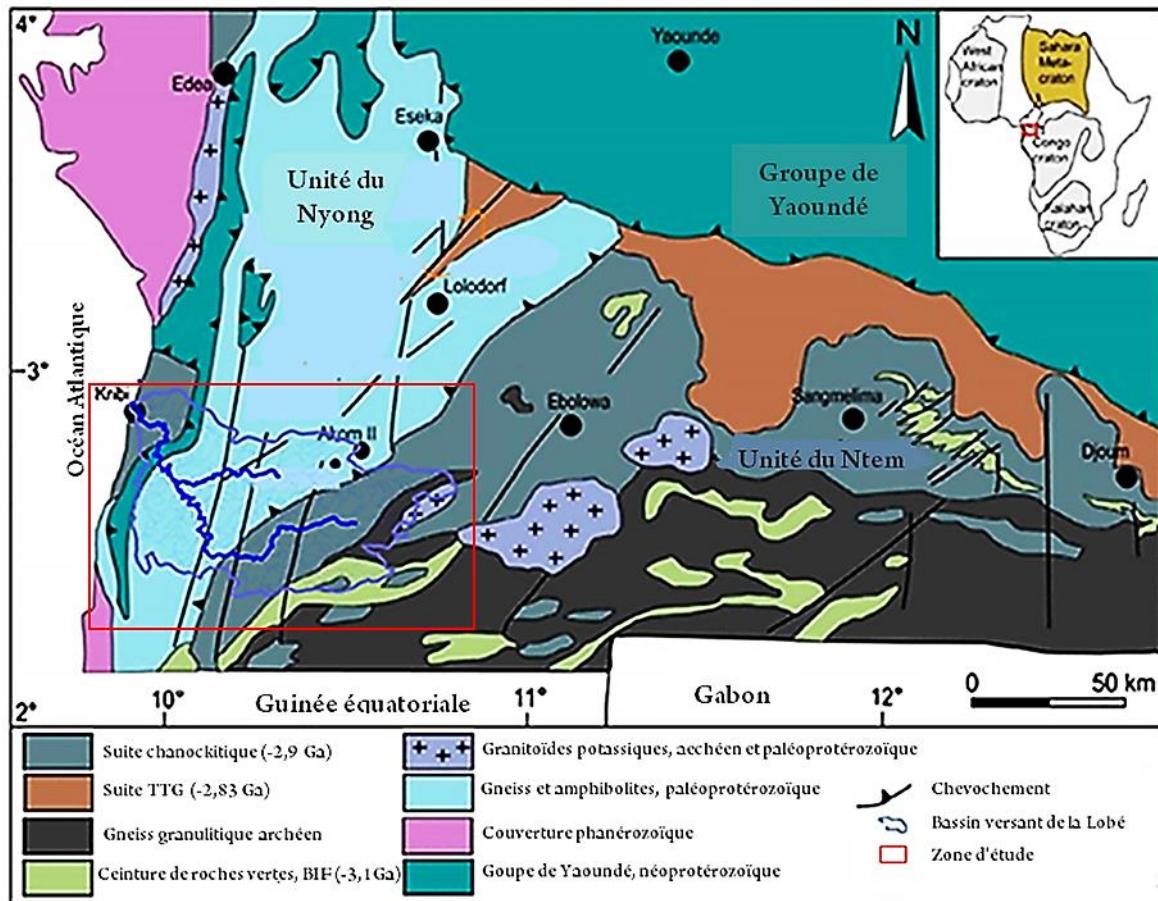 4°
Yaounde
N
Edea
Eseka
Unité du
Nyong
Groupe de
Yaoundé
West
African
craton
Sahara
Meta-
craton
Congo
craton
Kalahari
craton
Lolodorf
Océan Atlantique
3°
Kribi
Akom II
Ebolowa
Sangmelima
Unité du Ntem
Djoum
10°
11°
12°
2°
Guinée équatoriale
Gabon
0 50 km
Suite chanockitique (-2,9 Ga)
Suite TTG (-2,83 Ga)
Gneiss granulitique archéen
Ceinture de roches vertes, BIF (-3,1Ga)
Granitoïdes potassiques, aechéen et paléoprotérozoïque
Gneiss et amphibolites, paléoprotérozoïque
Couverture phanérozoïque
Goupe de Yaoundé, néoprotérozoïque
Chevochement
Bassin versant de la Lobé
Zone d'étude